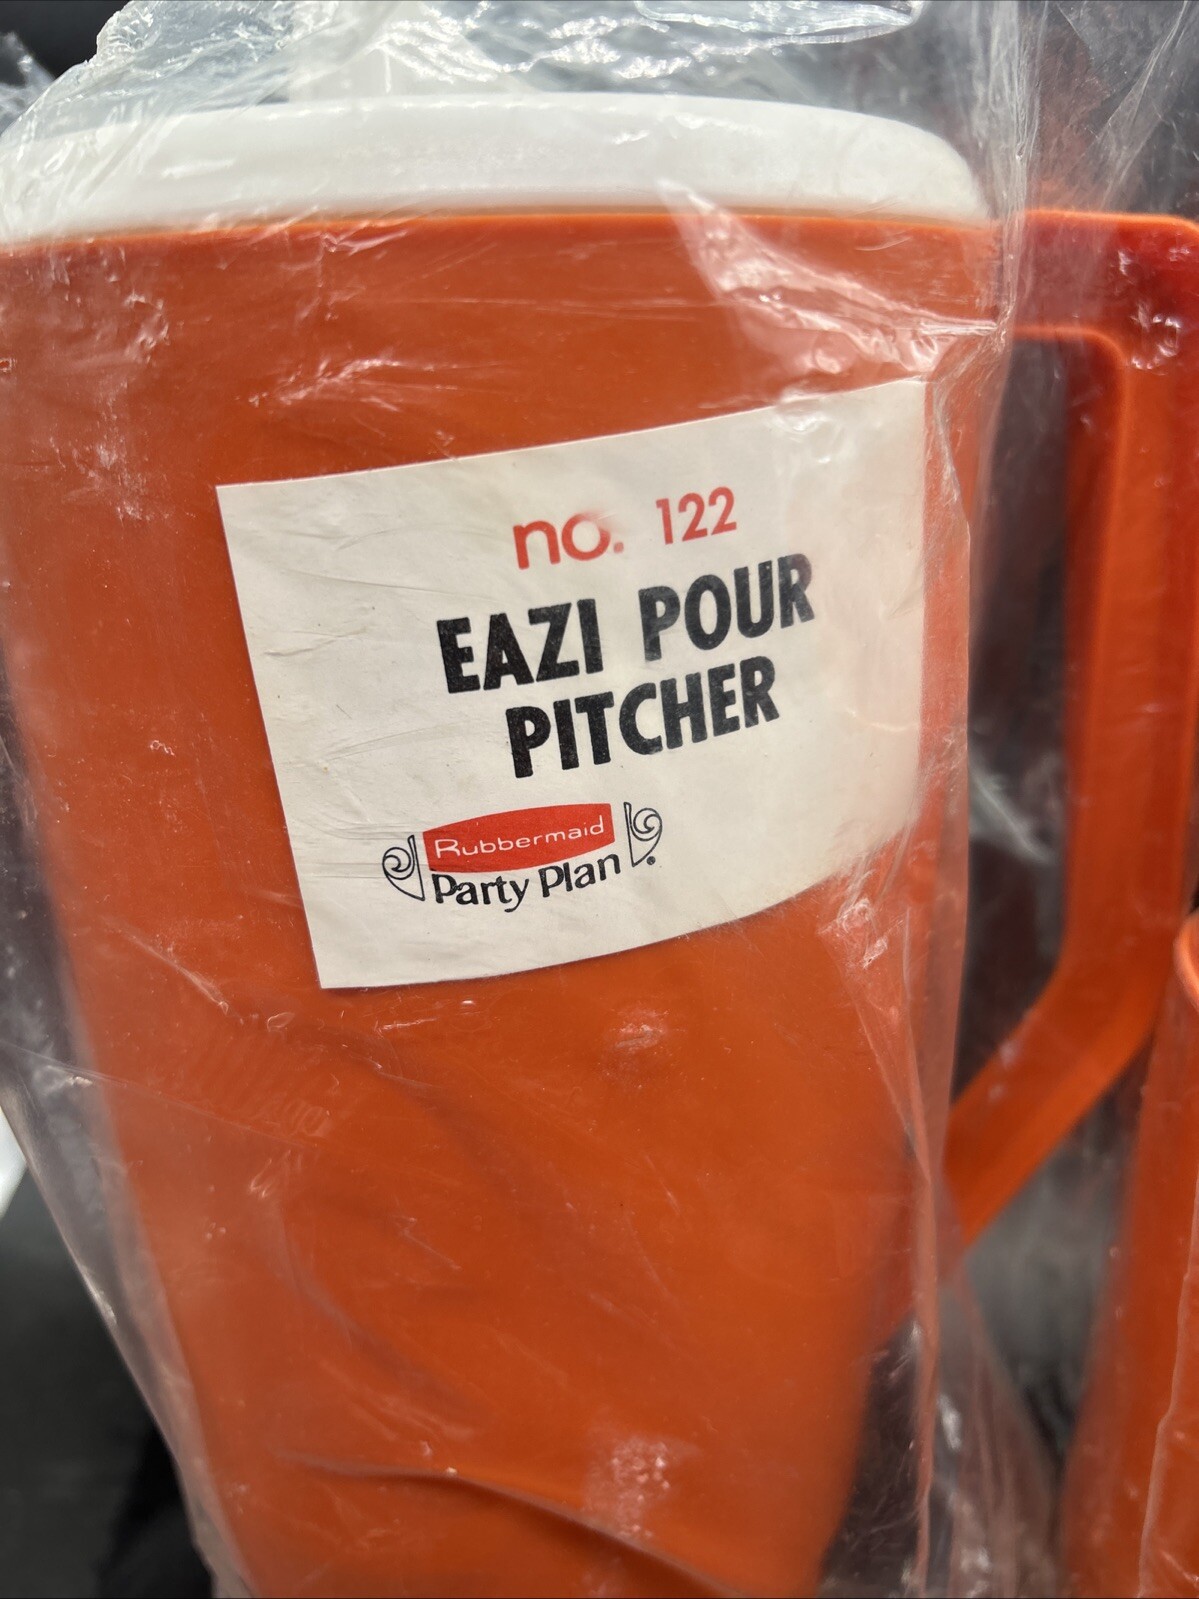 no. 122
EAZI POUR
PITCHER
Rubbermaid
Party Plan